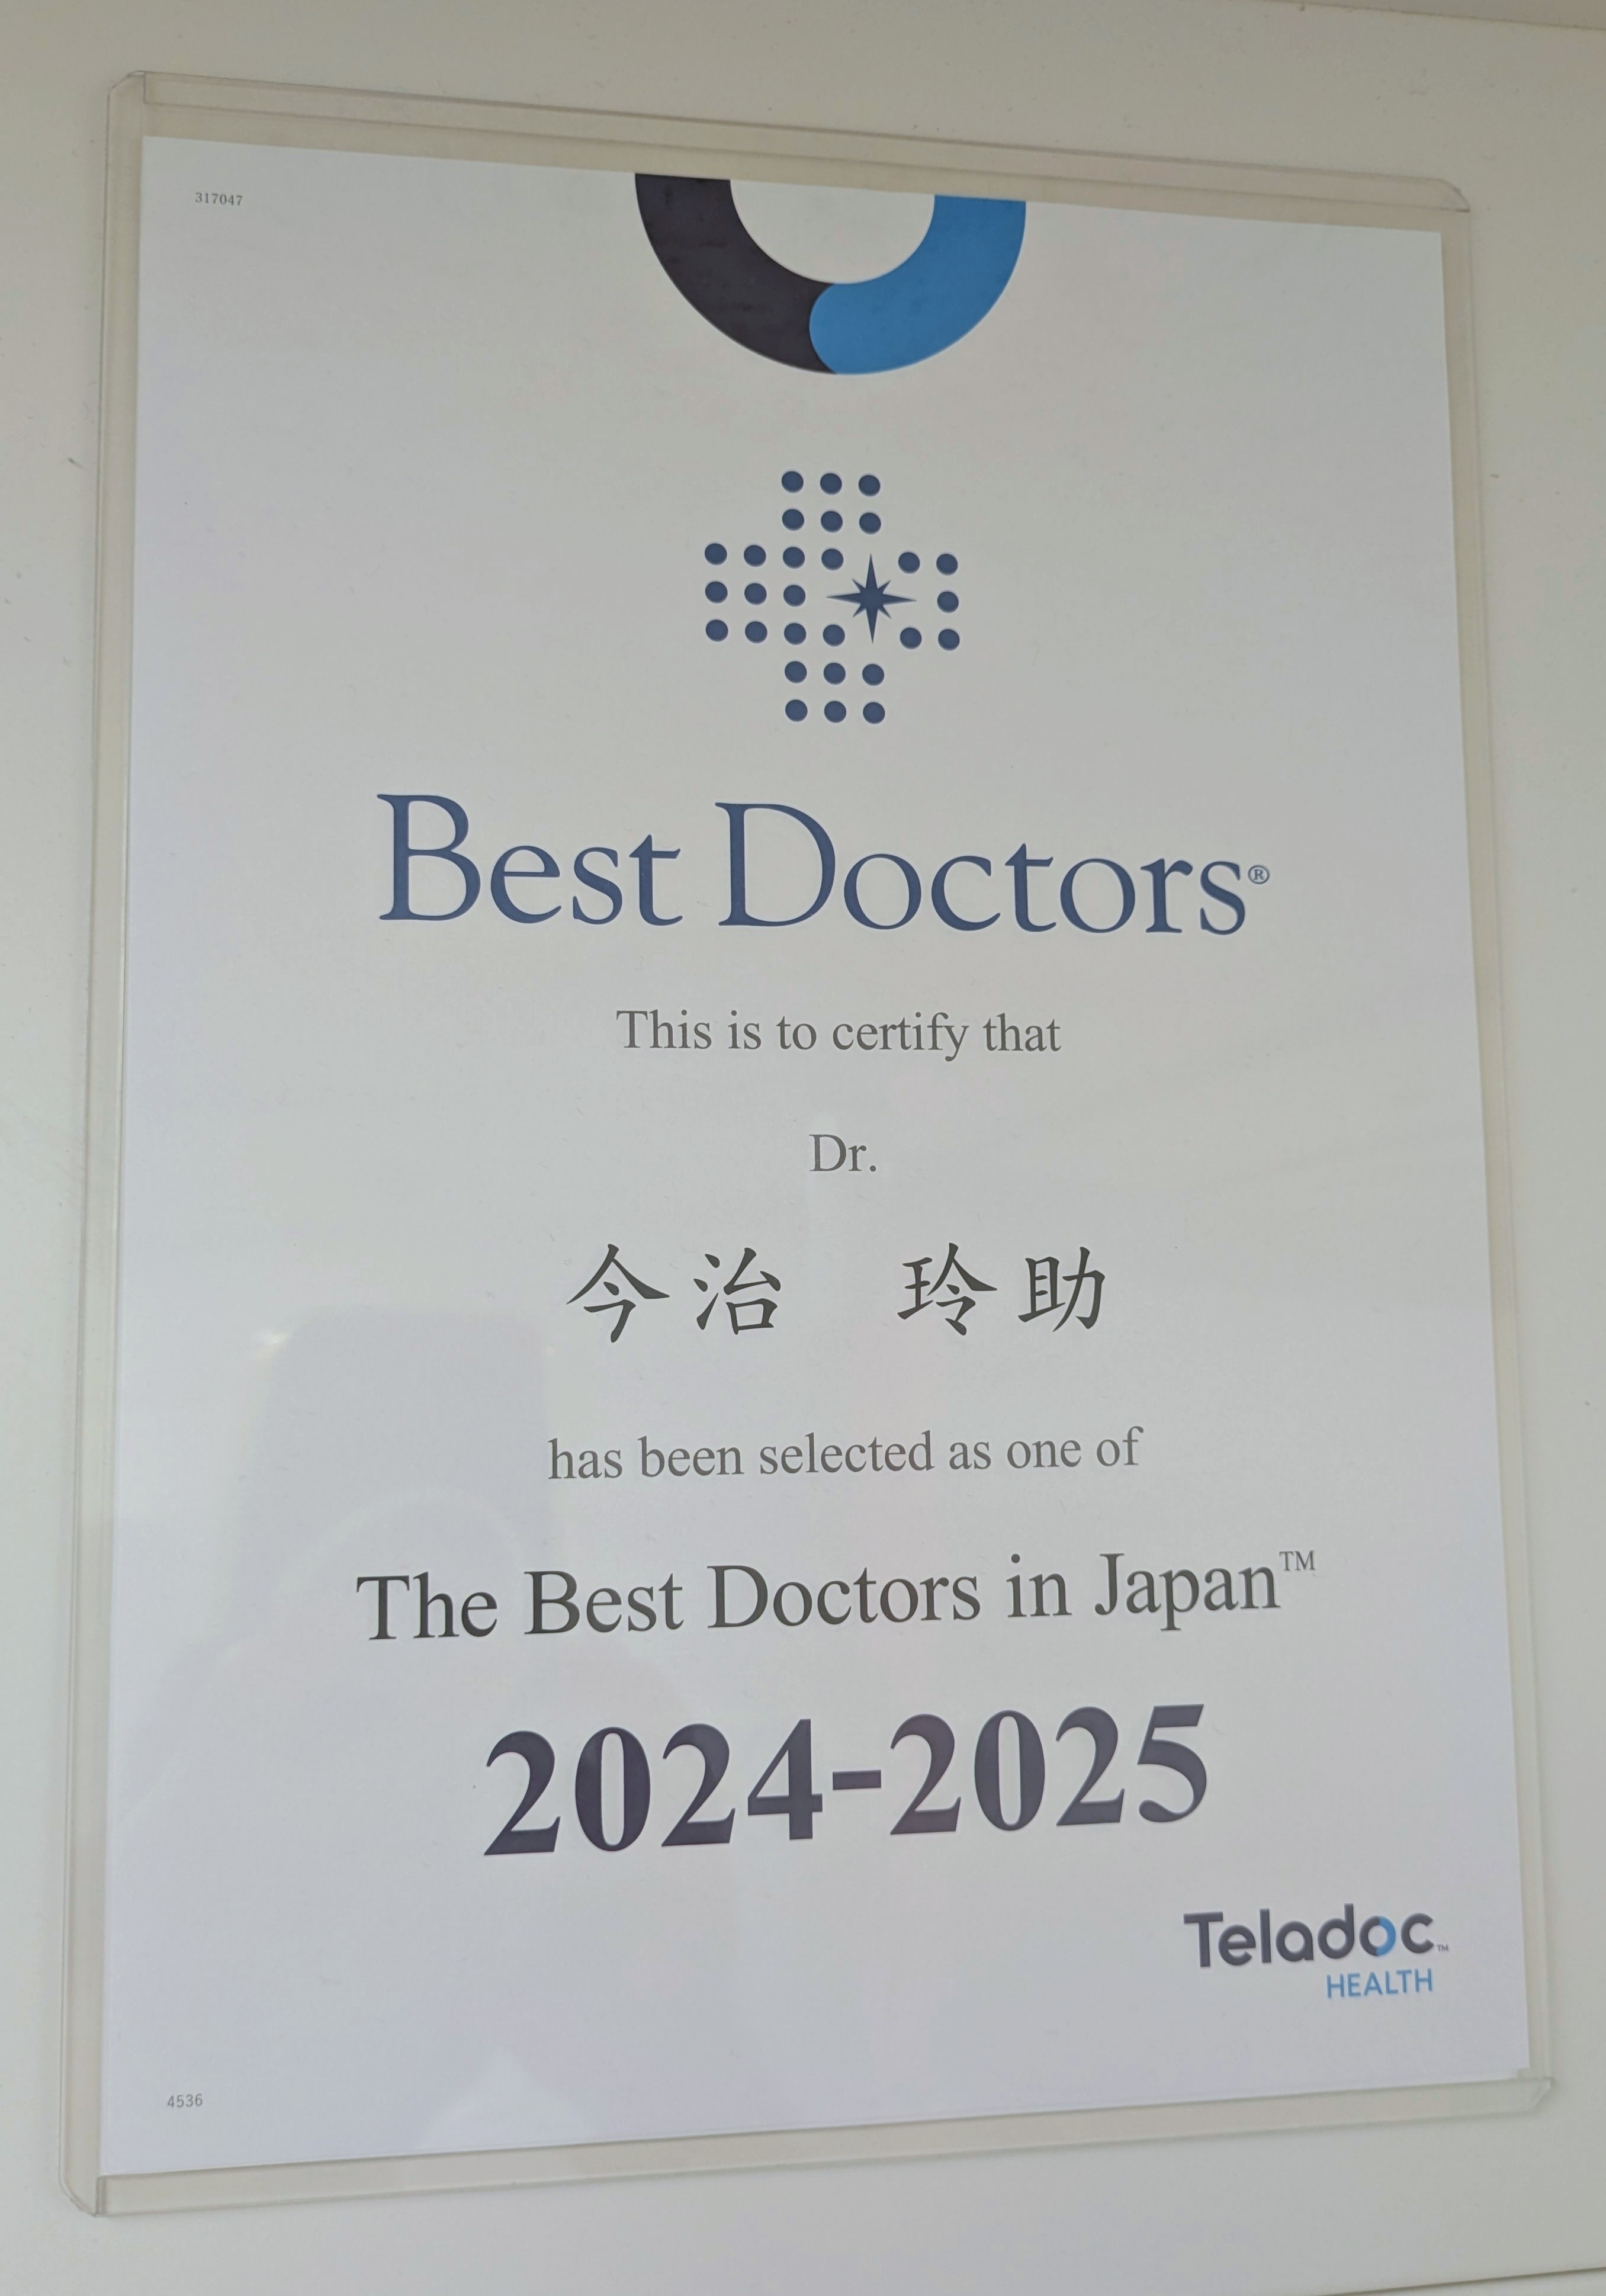 317047
Best Doctors®
This is to certify that
Dr.
今治　玲助
has been selected as one of
The Best Doctors in Japan™
2024-2025
Teladoc™
HEALTH
4536